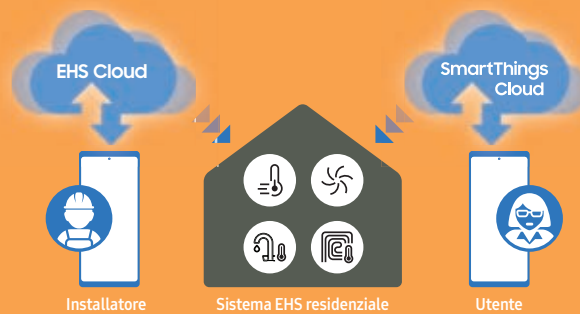 EHS Cloud
SmartThings
Cloud
Installatore
Sistema EHS residenziale
Utente